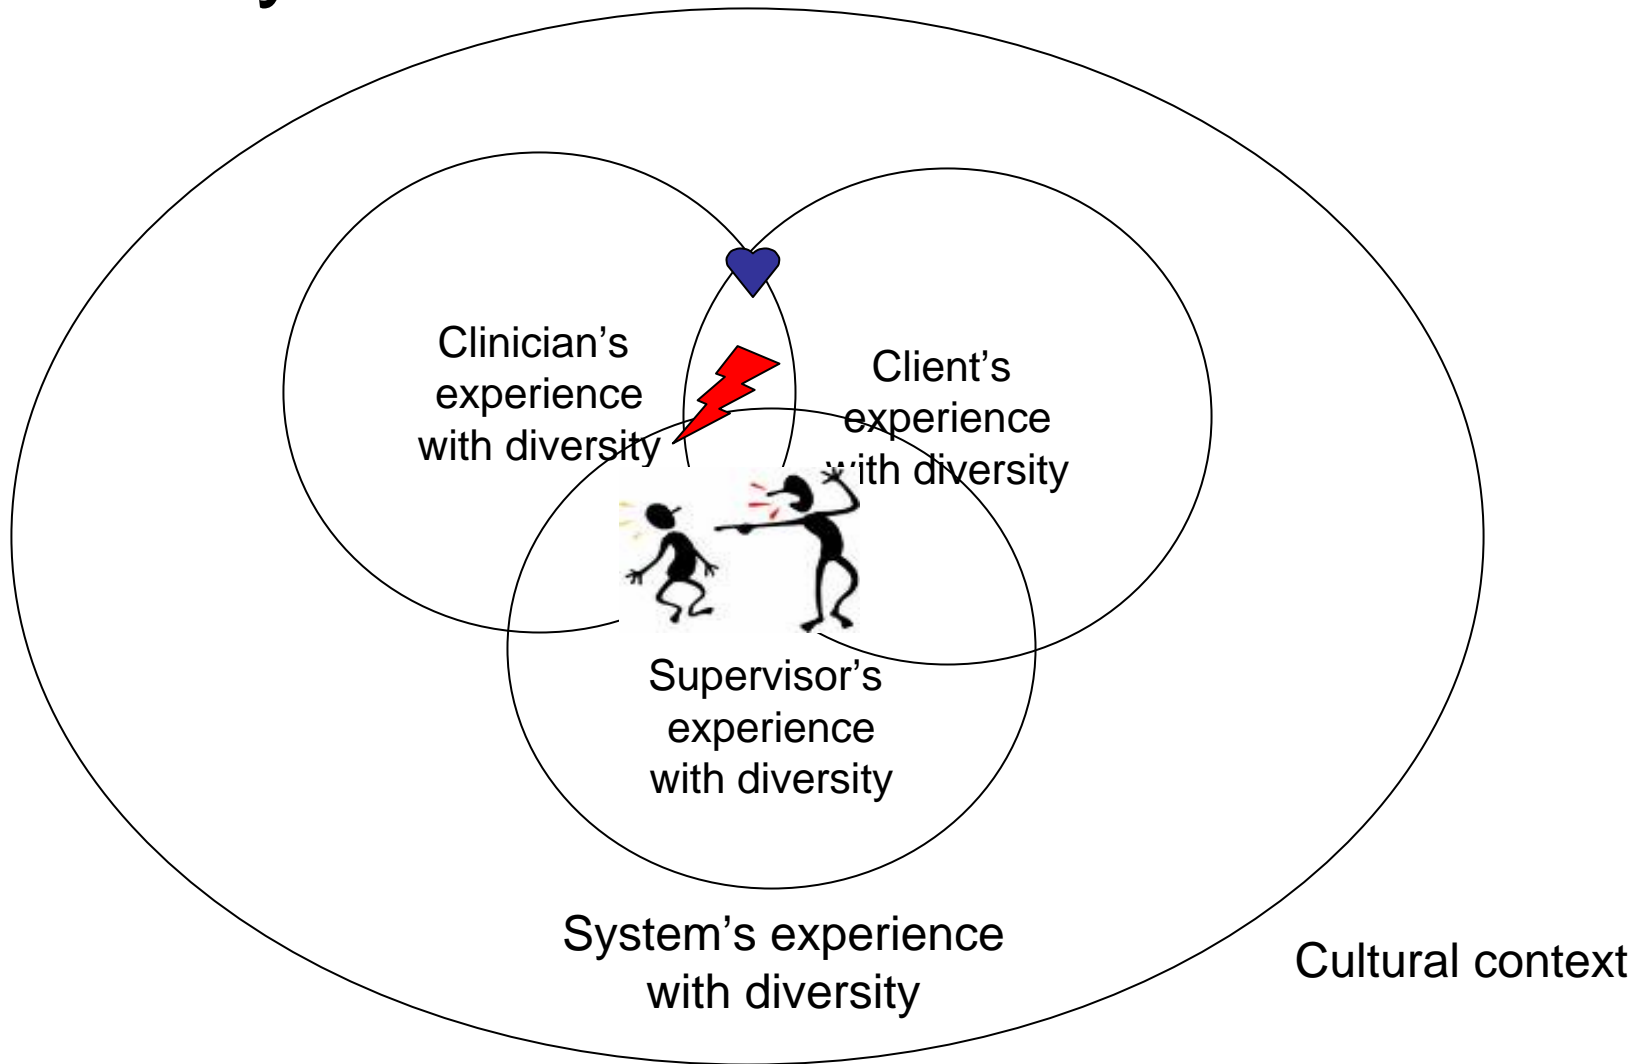 Clinician’s
experience
with diversity
Client’s
experience
with diversity
Supervisor’s
experience
with diversity
System’s experience
with diversity
Cultural context